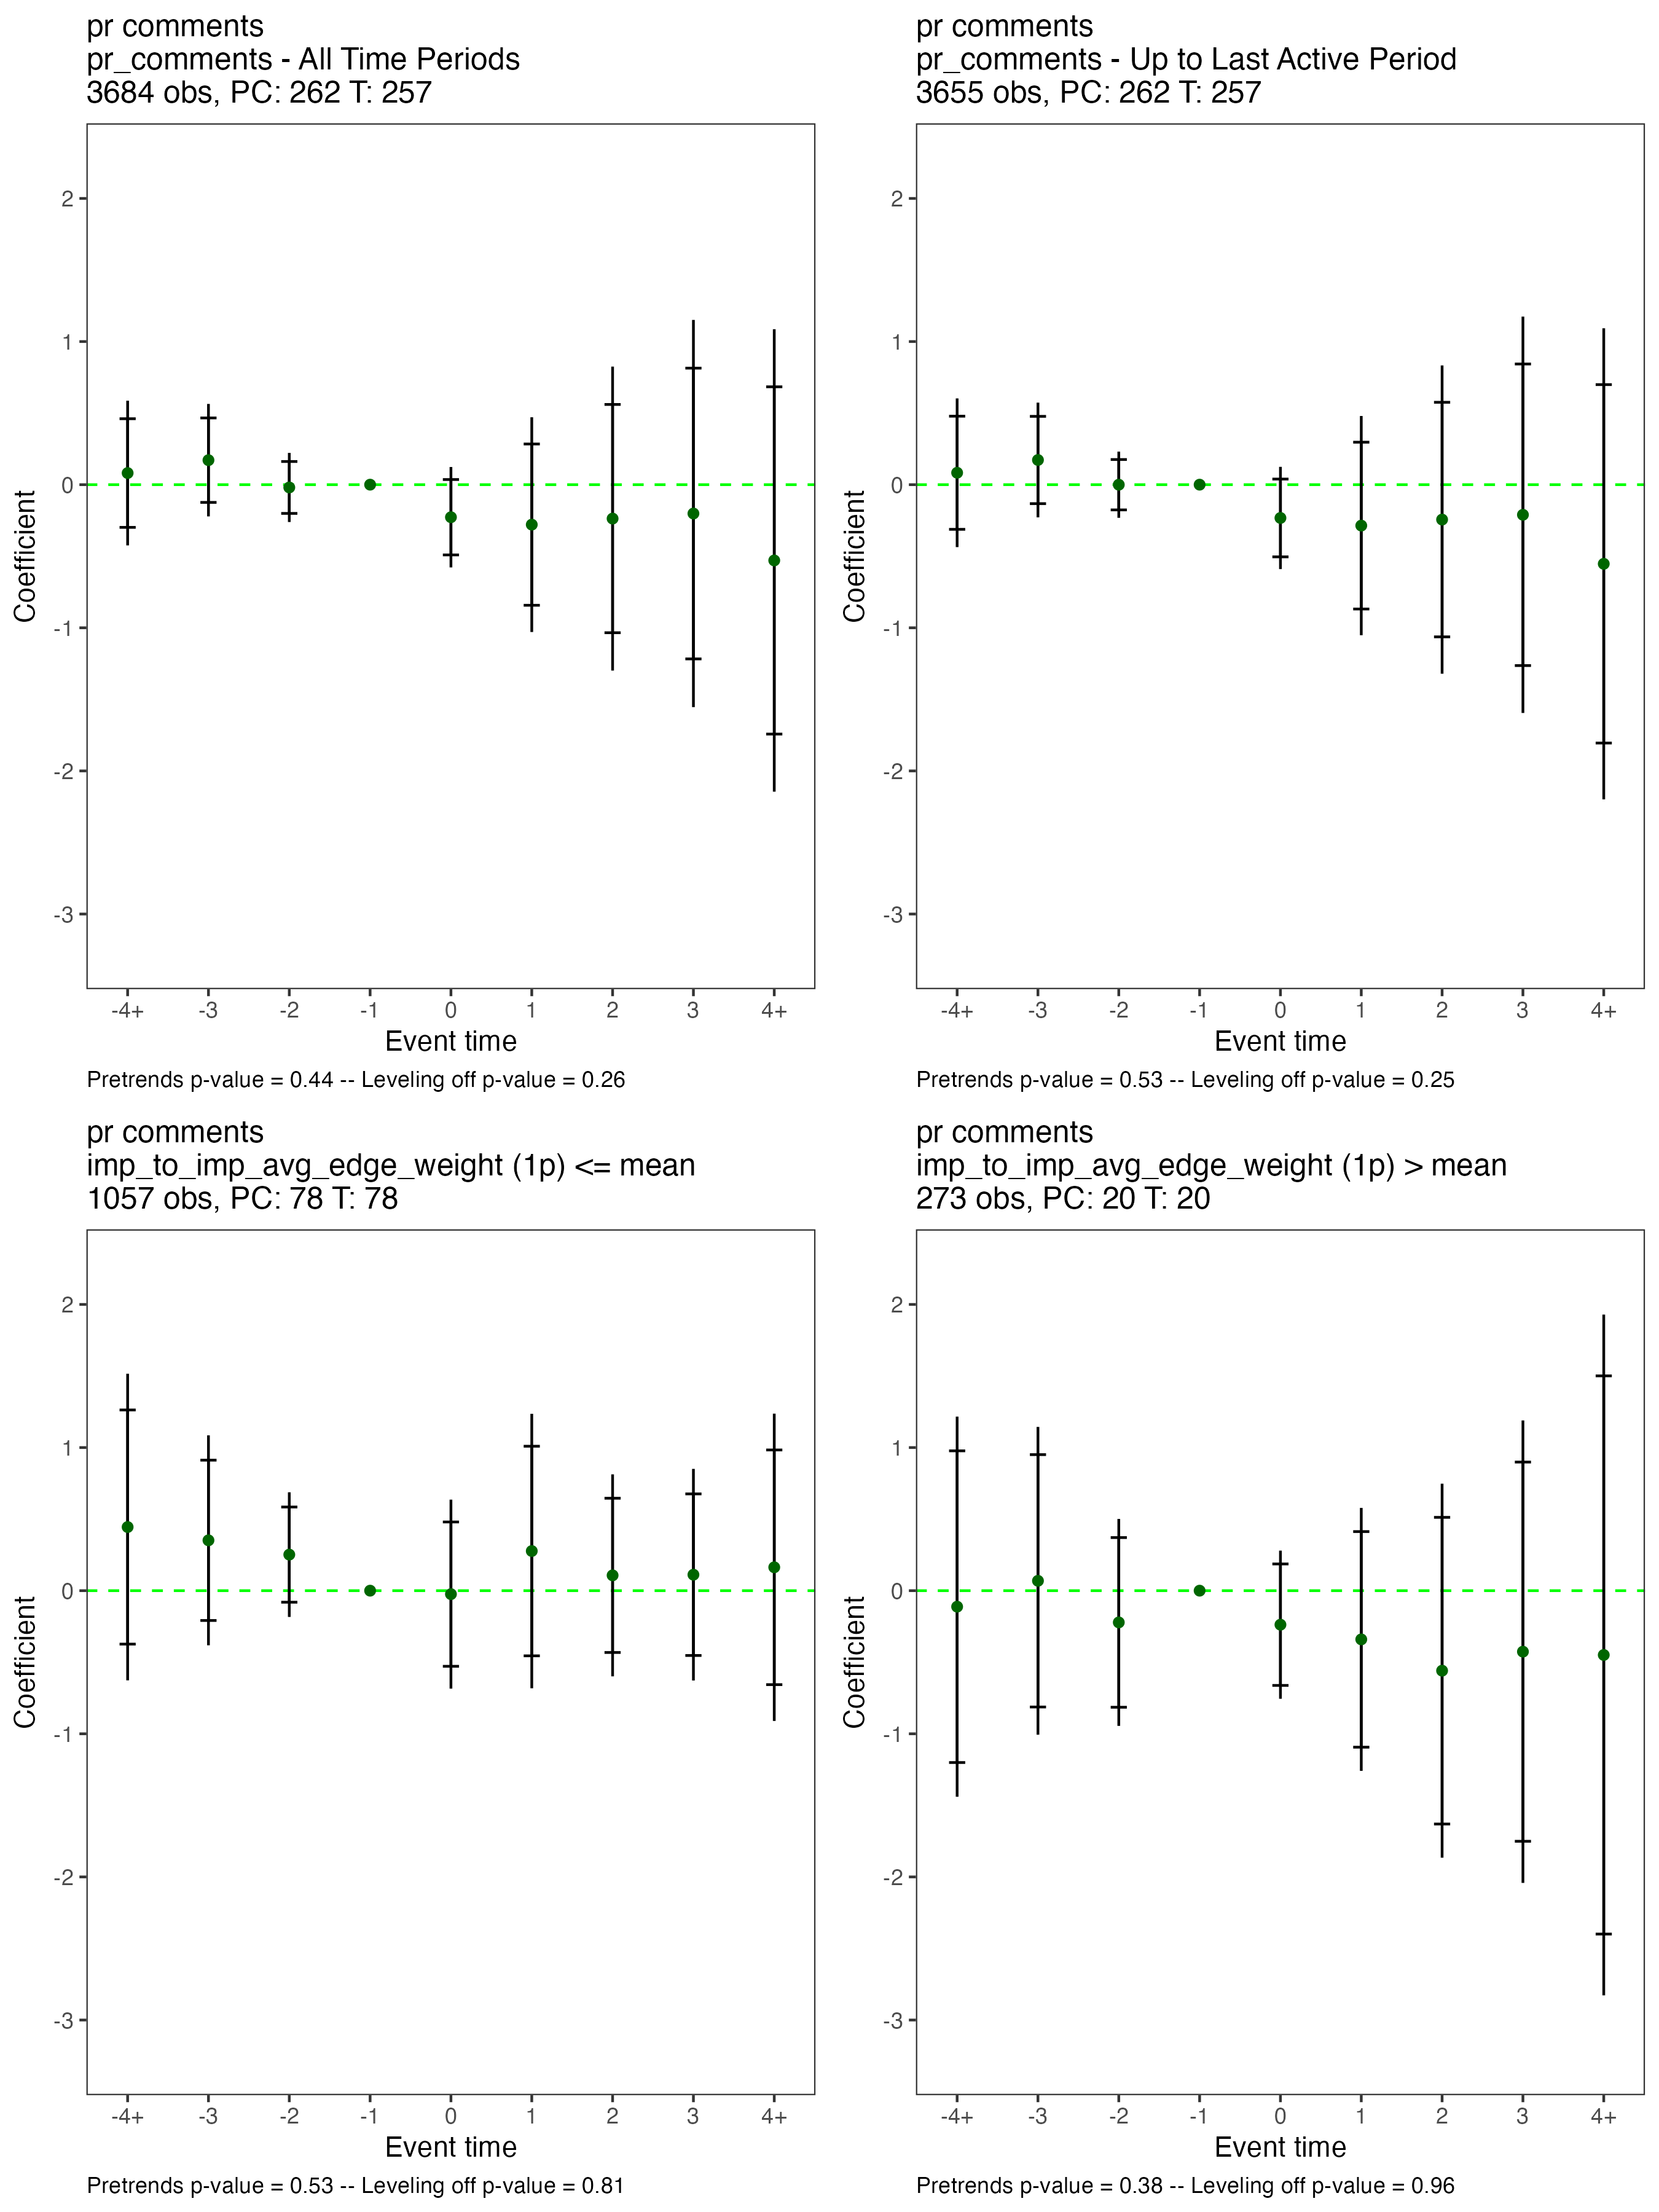 pr comments
pr_comments - All Time Periods
3684 obs, PC: 262 T: 257
2
1
0
-1
-2
-3
Coefficient
-4+ -3 -2 -1 0 1 2 3 4+
Event time
Pretrends p-value = 0.44 -- Leveling off p-value = 0.26
pr comments
pr_comments - Up to Last Active Period
3655 obs, PC: 262 T: 257
2
1
0
-1
-2
-3
Coefficient
-4+ -3 -2 -1 0 1 2 3 4+
Event time
Pretrends p-value = 0.53 -- Leveling off p-value = 0.25
pr comments
imp_to_imp_avg_edge_weight (1p) <= mean
1057 obs, PC: 78 T: 78
2
1
0
-1
-2
-3
Coefficient
-4+ -3 -2 -1 0 1 2 3 4+
Event time
Pretrends p-value = 0.53 -- Leveling off p-value = 0.81
pr comments
imp_to_imp_avg_edge_weight (1p) > mean
273 obs, PC: 20 T: 20
2
1
0
-1
-2
-3
Coefficient
-4+ -3 -2 -1 0 1 2 3 4+
Event time
Pretrends p-value = 0.38 -- Leveling off p-value = 0.96